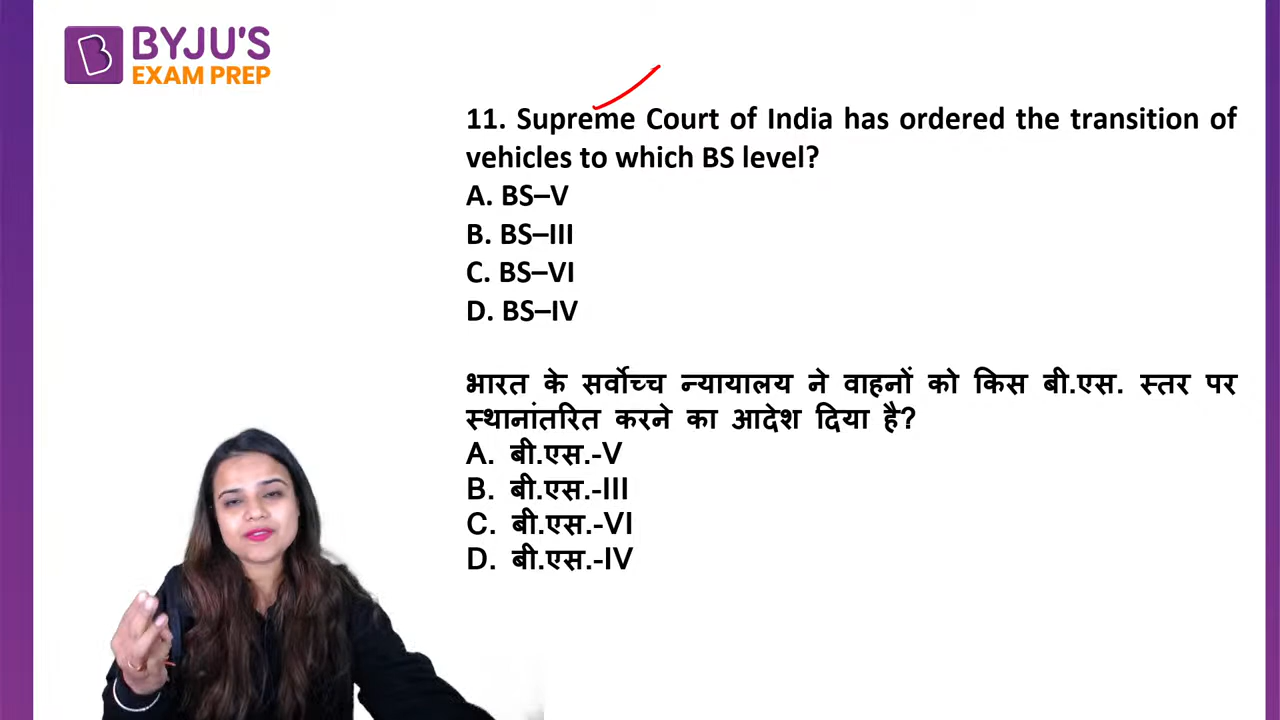 BYJU'S
EXAM PREP
11. Supreme Court of India has ordered the transition of
vehicles to which BS level?
A. BS–V
B. BS–III
C. BS–VI
D. BS–IV
भारत के सर्वोच्च न्यायालय ने वाहनों को किस बी.एस. स्तर पर
स्थानांतरित करने का आदेश दिया है?
A. बी.एस.-V
B. बी.एस.-III
C. बी.एस.-VI
D. बी.एस.-IV